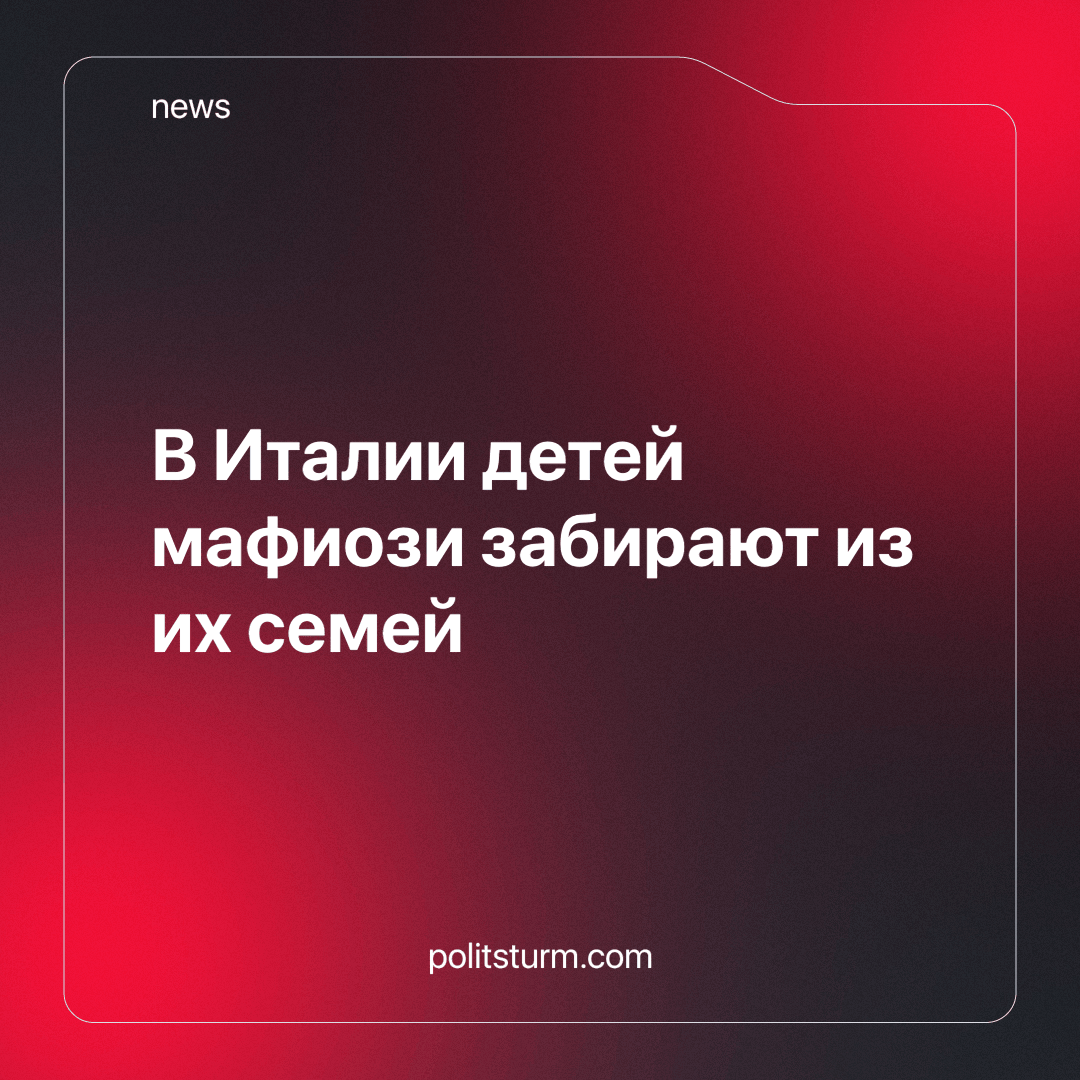 news
В Италии детей
мафиози забирают из
их семей
politsturm.com